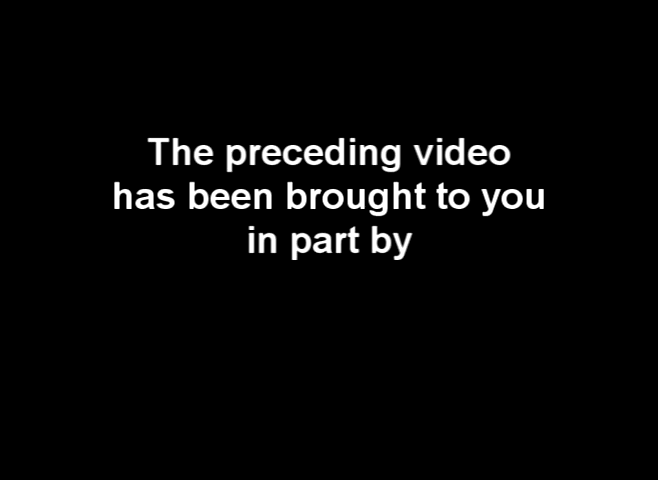 The preceding video
has been brought to you
in part by